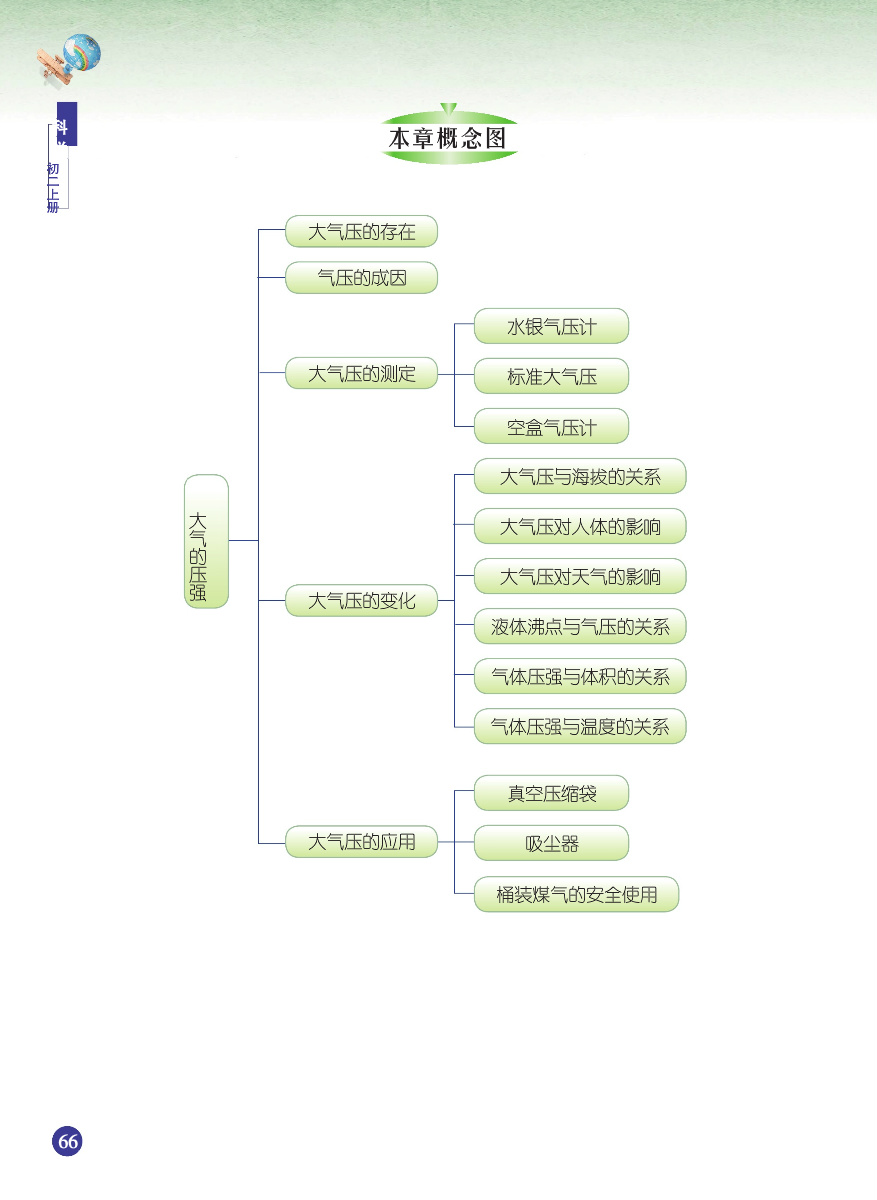 科
初二上册
本章概念图
大气压的存在
气压的成因
水银气压计
大气压的测定
标准大气压
空盒气压计
大气压与海拔的关系
大气的压强
大气压对人体的影响
大气压对天气的影响
大气压的变化
液体沸点与气压的关系
气体压强与体积的关系
气体压强与温度的关系
真空压缩袋
大气压的应用
吸尘器
桶装煤气的安全使用
66